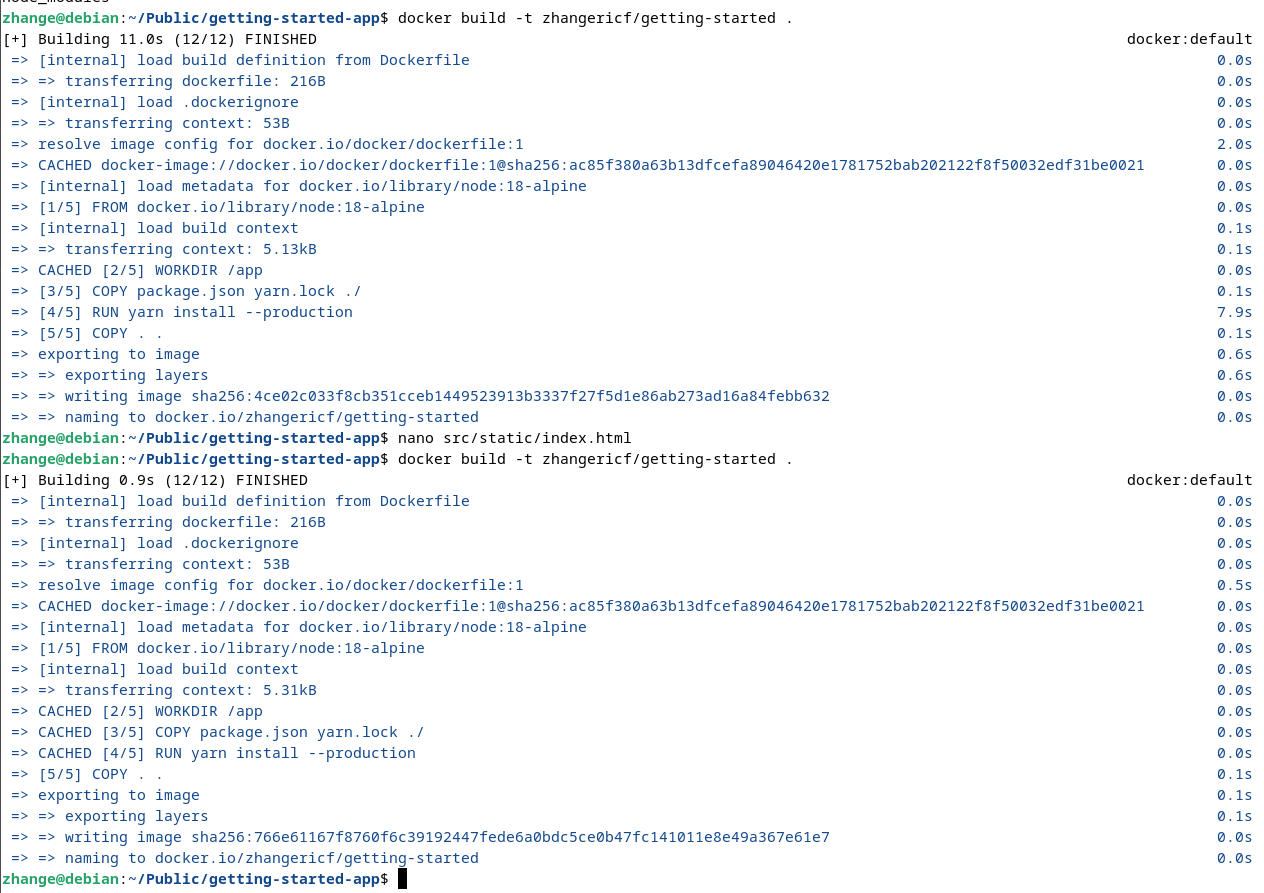 node_modules
zhange@debian:~/Public/getting-started-app$ docker build -t zhangericf/getting-started .
[+] Building 11.0s (12/12) FINISHED docker:default
=> [internal] load build definition from Dockerfile 0.0s
=> => transferring dockerfile: 216B 0.0s
=> [internal] load .dockerignore 0.0s
=> => transferring context: 53B 0.0s
=> resolve image config for docker.io/docker/dockerfile:1 2.0s
=> CACHED docker-image://docker.io/docker/dockerfile:1@sha256:ac85f380a63b13dfcefa89046420e1781752bab202122f8f50032edf31be0021 0.0s
=> [internal] load metadata for docker.io/library/node:18-alpine 0.0s
=> [1/5] FROM docker.io/library/node:18-alpine 0.0s
=> [internal] load build context 0.1s
=> => transferring context: 5.13kB 0.1s
=> CACHED [2/5] WORKDIR /app 0.0s
=> [3/5] COPY package.json yarn.lock ./ 0.1s
=> [4/5] RUN yarn install --production 7.9s
=> [5/5] COPY . . 0.1s
=> exporting to image 0.6s
=> => exporting layers 0.6s
=> => writing image sha256:4ce02c033f8cb351cceb1449523913b3337f27f5d1e86ab273ad16a84febb632 0.0s
=> => naming to docker.io/zhangericf/getting-started 0.0s
zhange@debian:~/Public/getting-started-app$ nano src/static/index.html
zhange@debian:~/Public/getting-started-app$ docker build -t zhangericf/getting-started .
[+] Building 0.9s (12/12) FINISHED docker:default
=> [internal] load build definition from Dockerfile 0.0s
=> => transferring dockerfile: 216B 0.0s
=> [internal] load .dockerignore 0.0s
=> => transferring context: 53B 0.0s
=> resolve image config for docker.io/docker/dockerfile:1 0.5s
=> CACHED docker-image://docker.io/docker/dockerfile:1@sha256:ac85f380a63b13dfcefa89046420e1781752bab202122f8f50032edf31be0021 0.0s
=> [internal] load metadata for docker.io/library/node:18-alpine 0.0s
=> [1/5] FROM docker.io/library/node:18-alpine 0.0s
=> [internal] load build context 0.0s
=> => transferring context: 5.31kB 0.0s
=> CACHED [2/5] WORKDIR /app 0.0s
=> CACHED [3/5] COPY package.json yarn.lock ./ 0.0s
=> CACHED [4/5] RUN yarn install --production 0.0s
=> [5/5] COPY . . 0.1s
=> exporting to image 0.1s
=> => exporting layers 0.1s
=> => writing image sha256:766e61167f8760f6c39192447fede6a0bdc5ce0b47fc141011e8e49a367e61e7 0.0s
=> => naming to docker.io/zhangericf/getting-started 0.0s
zhange@debian:~/Public/getting-started-app$